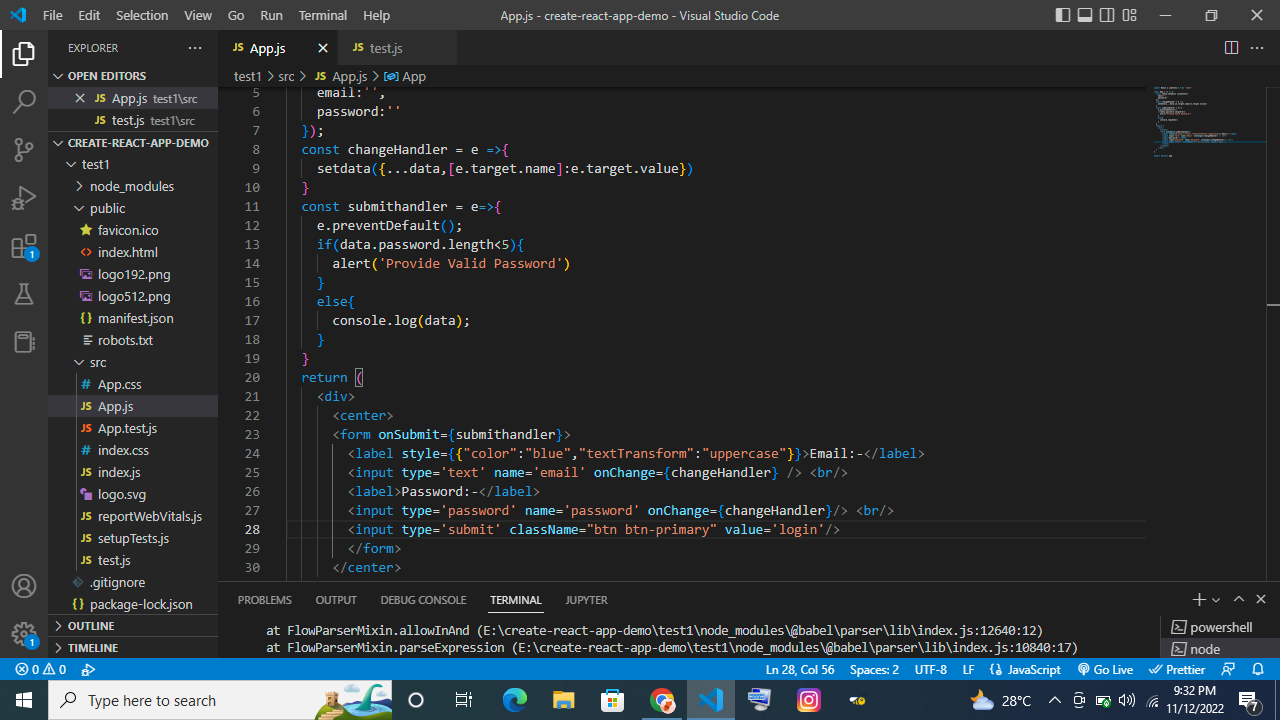 File Edit Selection View Go Run Terminal Help App.js - create-react-app-demo - Visual Studio Code
EXPLORER
OPEN EDITORS
App.js test1\src
test.js test1\src
CREATE-REACT-APP-DEMO
test1
node_modules
public
favicon.ico
index.html
logo192.png
logo512.png
manifest.json
robots.txt
src
App.css
App.js
App.test.js
index.css
index.js
logo.svg
reportWebVitals.js
setupTests.js
test.js
.gitignore
package-lock.json
OUTLINE
TIMELINE
JS App.js JS test.js
test1 > src > JS App.js > App
5 email:'',
6 password:''
7 });
8 const changeHandler = e =>{
9 setdata({...data,[e.target.name]:e.target.value})
10 }
11 const submithandler = e=>{
12 e.preventDefault();
13 if(data.password.length<5){
14 alert('Provide Valid Password')
15 }
16 else{
17 console.log(data);
18 }
19 }
20 return (
21 <div>
22 <center>
23 <form onSubmit={submithandler}>
24 <label style={{"color":"blue","textTransform":"uppercase"}}>Email:-</label>
25 <input type='text' name='email' onChange={changeHandler} /> <br/>
26 <label>Password:-</label>
27 <input type='password' name='password' onChange={changeHandler}/> <br/>
28 <input type='submit' className="btn btn-primary" value='login'/>
29 </form>
30 </center>
PROBLEMS OUTPUT DEBUG CONSOLE TERMINAL JUPYTER
at FlowParserMixin.allowInAnd (E:\create-react-app-demo\test1\node_modules\@babel\parser\lib\index.js:12640:12)
at FlowParserMixin.parseExpression (E:\create-react-app-demo\test1\node_modules\@babel\parser\lib\index.js:10840:17)
powershell
node
0 0 Ln 28, Col 56 Spaces: 2 UTF-8 LF JavaScript Go Live Prettier
Type here to search 28°C 9:32 PM
11/12/2022 7